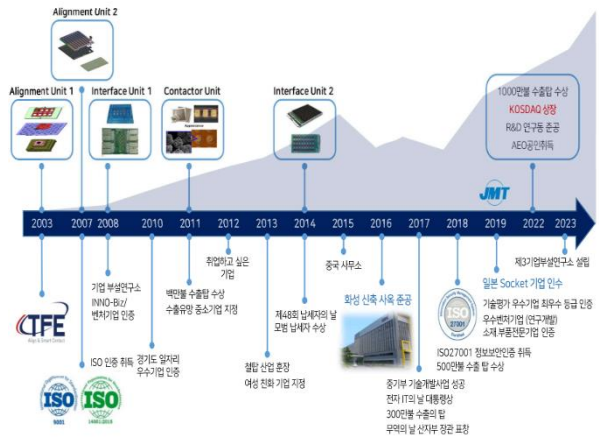 Alignment Unit 2
Alignment Unit 1
Interface Unit 1
Contactor Unit
Interface Unit 2
1000만불 수출탑 수상
KOSDAQ 상장
R&D 연구동 준공
AEO공인취득
JMT
2003
2007
2008
2010
2011
2012
2013
2014
2015
2016
2017
2018
2019
2022
2023
TFE
Align & Smart Contact
기업 부설연구소
INNO-Biz/
벤처기업 인증
ISO 인증 취득
9001
14001:2015
경기도 일자리
우수기업 인증
백만불 수출탑 수상
수출유망 중소기업 지정
취업하고 싶은
기업
철탑 산업 훈장
여성 친화 기업 지정
제48회 납세자의 날
모범 납세자 수상
중국 사무소
화성 신축 사옥 준공
중기부 기술개발사업 성공
전자 IT의 날 대통령상
300만불 수출의 탑
무역의 날 산자부 장관 표창
ISO
27001
ISO27001 정보보안인증 취득
500만불 수출 탑 수상
일본 Socket 기업 인수
기술평가 우수기업 최우수 등급 인증
우수벤처기업 (연구개발)
소재 부품전문기업 인증
제3기업부설연구소 설립